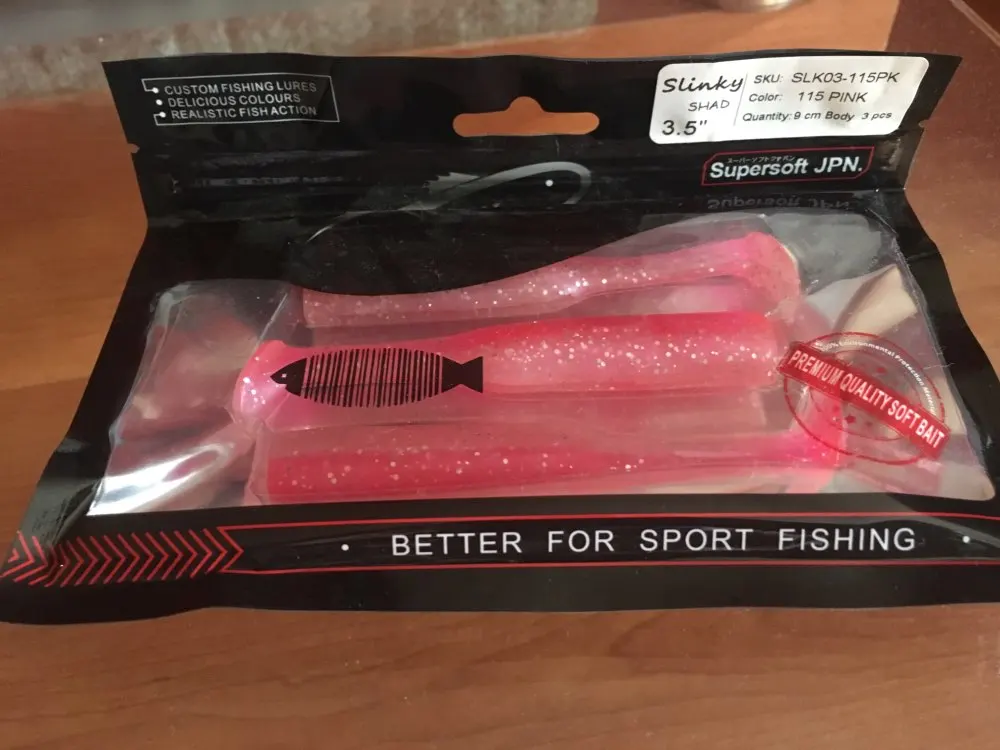 CUSTOM FISHING LURES
• DELICIOUS COLOURS
• REALISTIC FISH ACTION
Slinky
SHAD
3.5"
SKU: SLK03-115PK
Color: 115 PINK
Quantity: 9 cm Body 3 pcs
Supersoft JPN.
PREMIUM QUALITY SOFT BAIT
• BETTER FOR SPORT FISHING •